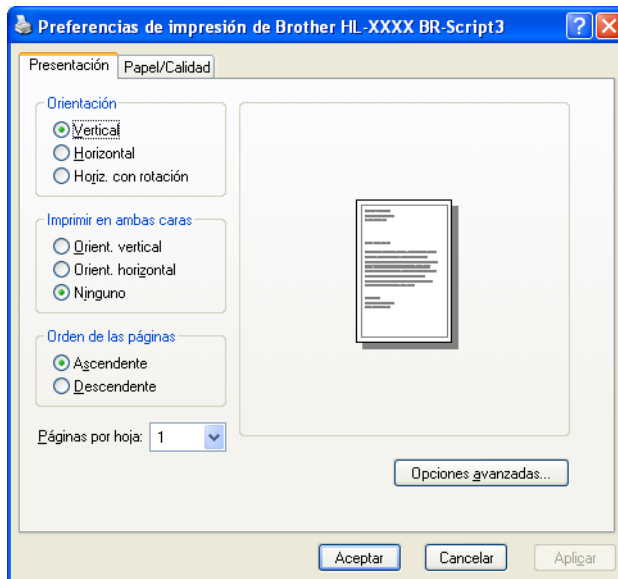 Preferencias de impresión de Brother HL-XXXX BR-Script3
Presentación Papel/Calidad
Orientación
Vertical
Horizontal
Horiz. con rotación
Imprimir en ambas caras
Orient. vertical
Orient. horizontal
Ninguno
Orden de las páginas
Ascendente
Descendente
Páginas por hoja: 1
Opciones avanzadas...
Aceptar Cancelar Aplicar